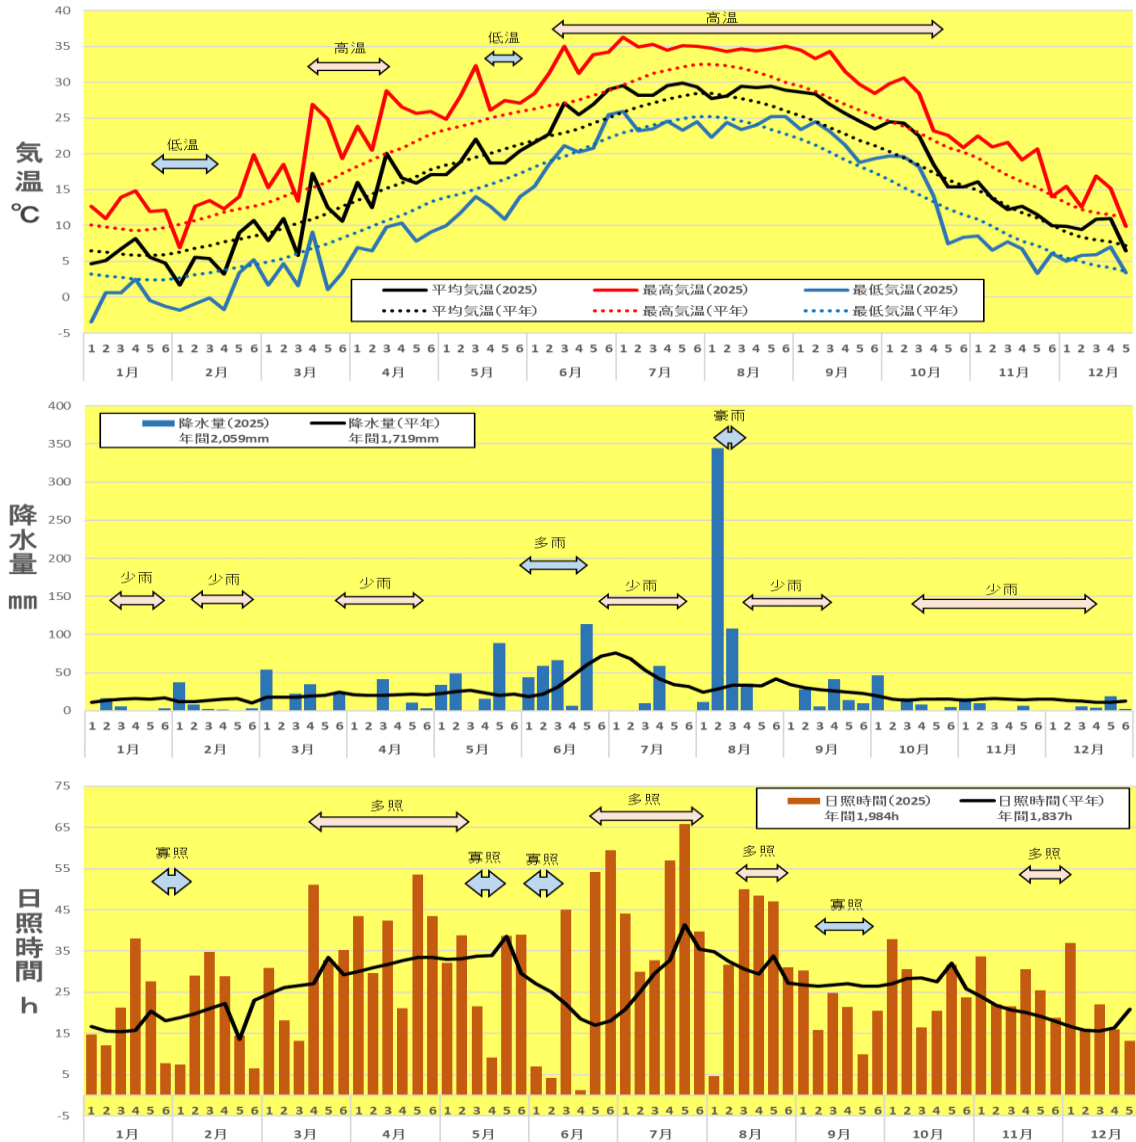 40
35
30
25
20
15
10
5
0
-5
気温℃
高温
低温
高温
低温
平均気温(2025) 最高気温(2025) 最低気温(2025)
平均気温(平年) 最高気温(平年) 最低気温(平年)
1 2 3 4 5 6 1 2 3 4 5 6 1 2 3 4 5 6 1 2 3 4 5 6 1 2 3 4 5 6 1 2 3 4 5 6 1 2 3 4 5 6 1 2 3 4 5 6 1 2 3 4 5 6 1 2 3 4 5 6 1 2 3 4 5 6 1 2 3 4 5
1月 2月 3月 4月 5月 6月 7月 8月 9月 10月 11月 12月
400
350
300
250
200
150
100
50
0
降水量 mm
降水量(2025) 降水量(平年)
年間2,059mm 年間1,719mm
豪雨
多雨
少雨 少雨 少雨 少雨 少雨 少雨
1 2 3 4 5 6 1 2 3 4 5 6 1 2 3 4 5 6 1 2 3 4 5 6 1 2 3 4 5 6 1 2 3 4 5 6 1 2 3 4 5 6 1 2 3 4 5 6 1 2 3 4 5 6 1 2 3 4 5 6 1 2 3 4 5 6 1 2 3 4 5 6
1月 2月 3月 4月 5月 6月 7月 8月 9月 10月 11月 12月
75
65
55
45
35
25
15
5
-5
日照時間 h
日照時間(2025) 日照時間(平年)
年間1,984h 年間1,837h
多照 多照
寡照 寡照 寡照 多照 多照
寡照
1 2 3 4 5 6 1 2 3 4 5 6 1 2 3 4 5 6 1 2 3 4 5 6 1 2 3 4 5 6 1 2 3 4 5 6 1 2 3 4 5 6 1 2 3 4 5 6 1 2 3 4 5 6 1 2 3 4 5 6 1 2 3 4 5 6 1 2 3 4 5
1月 2月 3月 4月 5月 6月 7月 8月 9月 10月 11月 12月